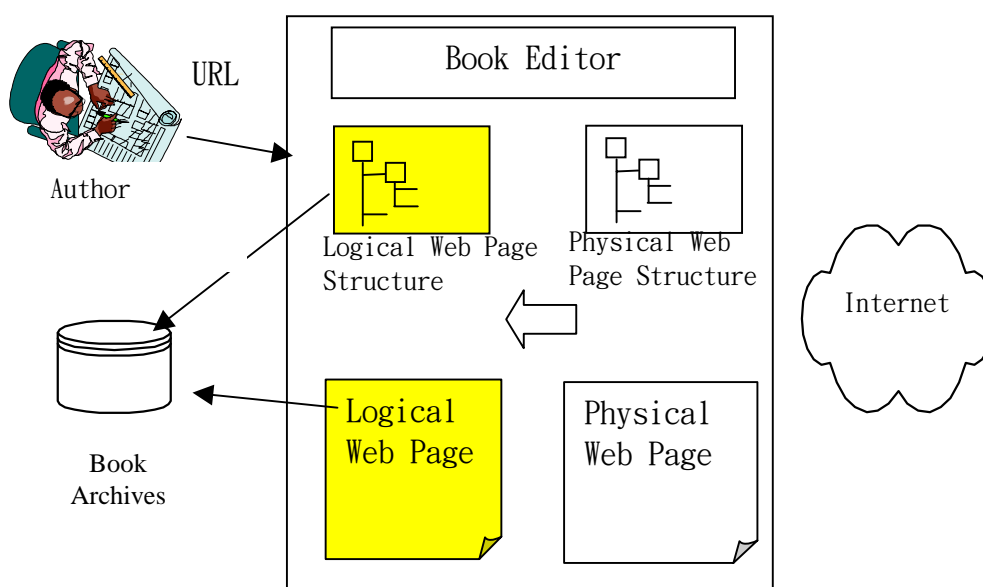 Book Editor
URL
Author
Logical Web Page
Structure
Physical Web
Page Structure
Internet
Logical
Web Page
Physical
Web Page
Book
Archives